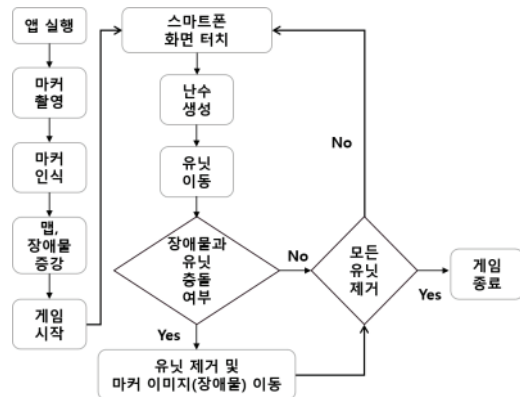 앱 실행
마커
촬영
마커
인식
맵,
장애물
증강
게임
시작
스마트폰
화면 터치
난수
생성
유닛
이동
장애물과
유닛
충돌
여부
No
Yes
유닛 제거 및
마커 이미지(장애물) 이동
모든
유닛
제거
No
Yes
게임
종료